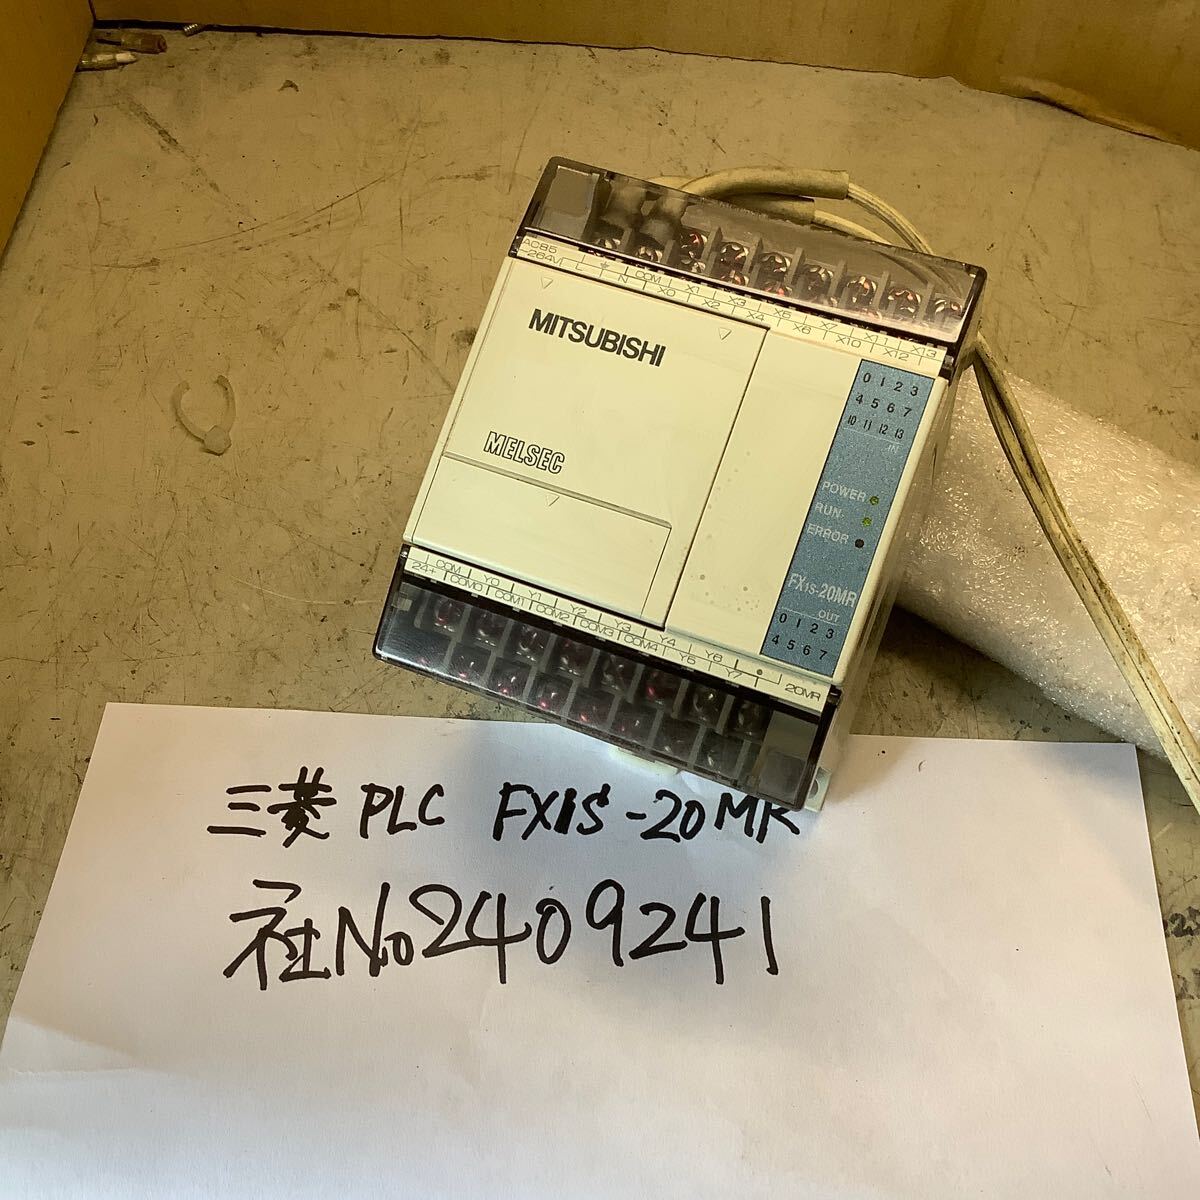 AC85
-264V
L N COM X1 X3 X5 X7 X11 X13
X0 X2 X4 X6 X10 X12
MITSUBISHI
MELSEC
0 1 2 3
4 5 6 7
10 11 12 13
IN
POWER
RUN
ERROR
FX1S-20MR
OUT
0 1 2 3
4 5 6 7
COM Y0 Y1 Y2 Y3 Y4 Y6
24+ COM0 COM1 COM2 COM3 COM4 Y5 Y7
20MR
三菱 PLC FX1S-20MR
社No2409241